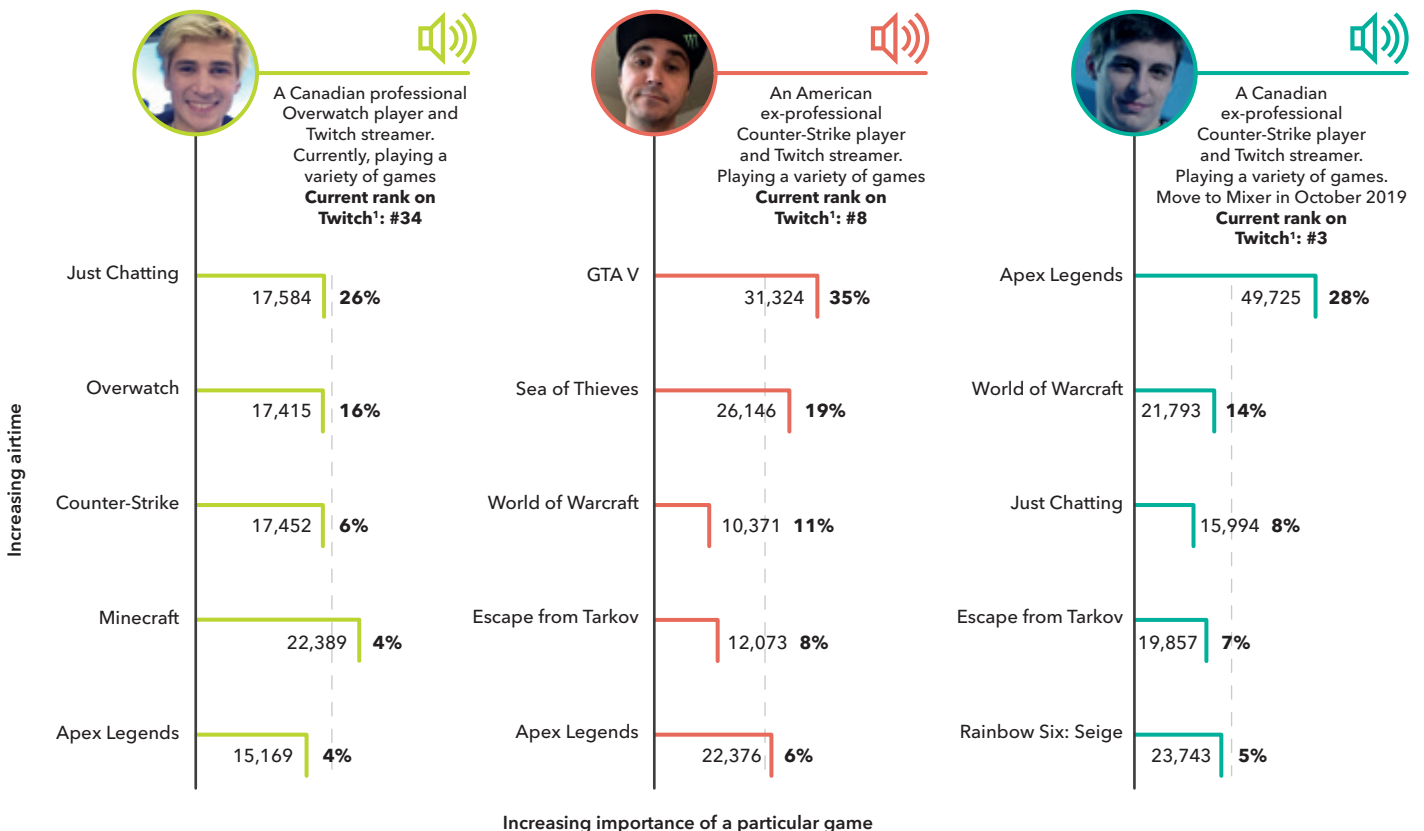 A Canadian professional
Overwatch player and
Twitch streamer.
Currently, playing a
variety of games
Current rank on
Twitch¹: #34
An American
ex-professional
Counter-Strike player
and Twitch streamer.
Playing a variety of games
Current rank on
Twitch¹: #8
A Canadian
ex-professional
Counter-Strike player
and Twitch streamer.
Playing a variety of games.
Move to Mixer in October 2019
Current rank on
Twitch¹: #3
Increasing airtime
Just Chatting
17,584 26%
Overwatch
17,415 16%
Counter-Strike
17,452 6%
Minecraft
22,389 4%
Apex Legends
15,169 4%
GTA V
31,324 35%
Sea of Thieves
26,146 19%
World of Warcraft
10,371 11%
Escape from Tarkov
12,073 8%
Apex Legends
22,376 6%
Apex Legends
49,725 28%
World of Warcraft
21,793 14%
Just Chatting
15,994 8%
Escape from Tarkov
19,857 7%
Rainbow Six: Seige
23,743 5%
Increasing importance of a particular game